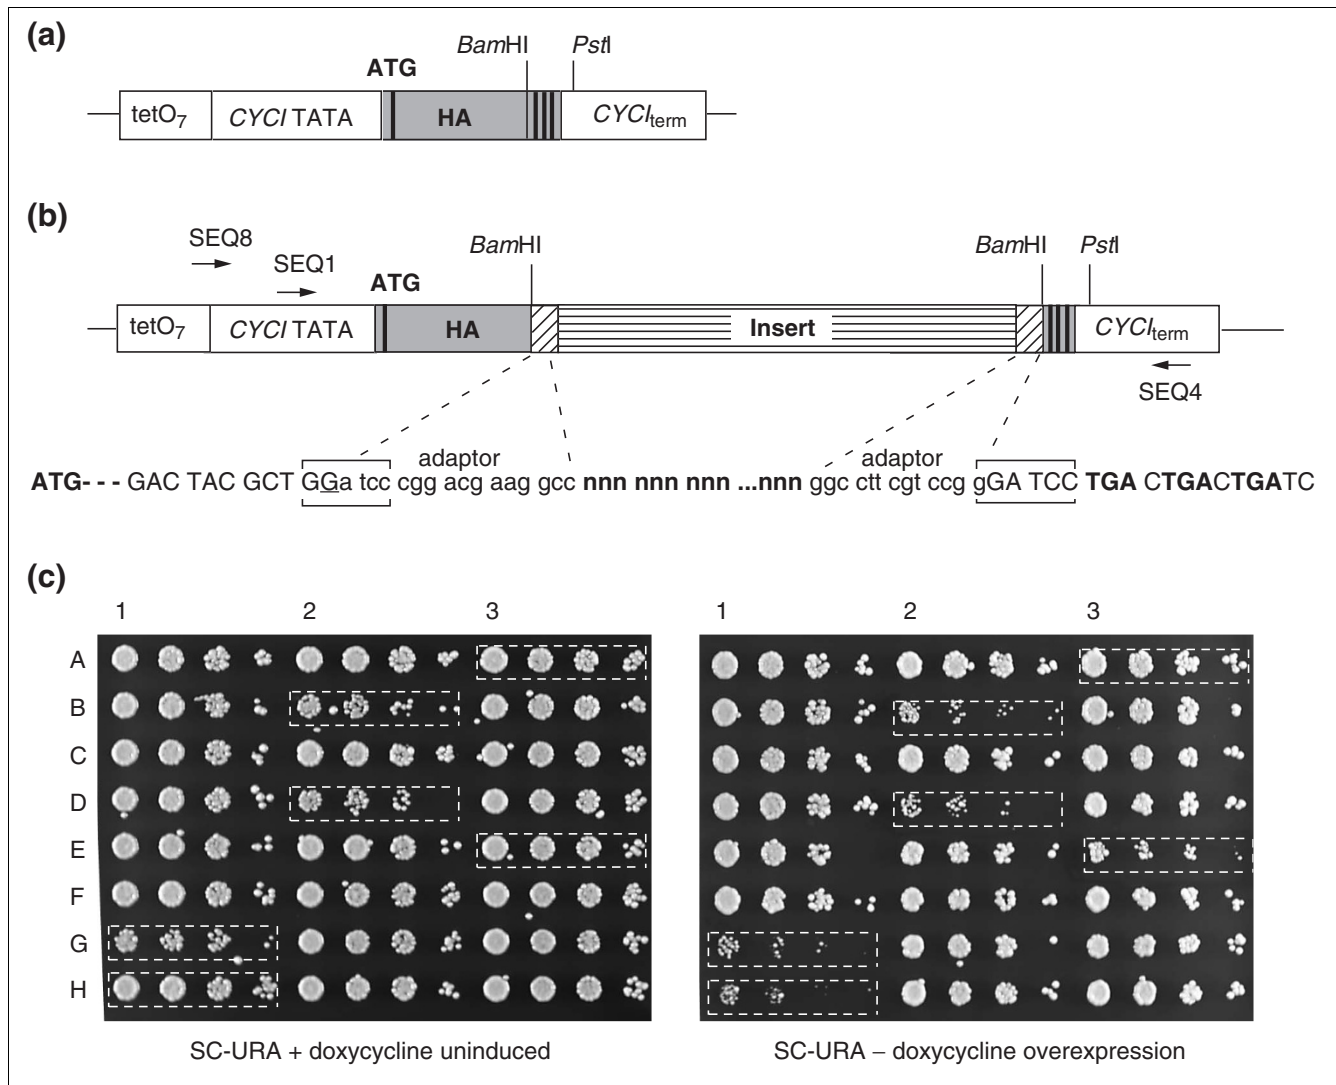 (a)
BamHI PstI
ATG
tetO7 CYCI TATA HA CYCIterm
(b)
SEQ8
SEQ1
BamHI BamHI PstI
ATG
tetO7 CYCI TATA HA Insert CYCIterm
SEQ4
adaptor adaptor
ATG- - - GAC TAC GCT GGa tcc cgg acg aag gcc nnn nnn nnn ...nnn ggc ctt cgt ccg gGA TCC TGA CTGACTGATC
(c)
1 2 3 1 2 3
A
B
C
D
E
F
G
H
SC-URA + doxycycline uninduced SC-URA – doxycycline overexpression